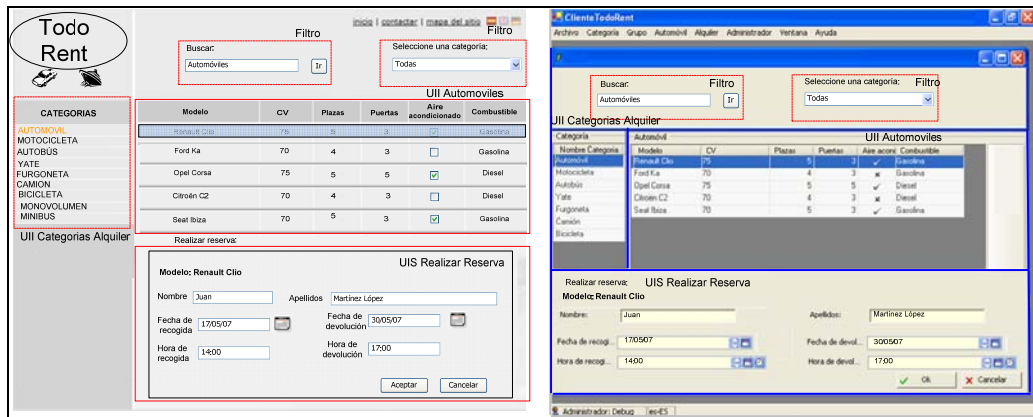 Todo
Rent
inicio | contactar | mapa del sitio
Filtro
Buscar:
Automóviles
Ir
Filtro
Seleccione una categoría:
Todas
CATEGORIAS
AUTOMOVIL
MOTOCICLETA
AUTOBÚS
YATE
FURGONETA
CAMION
BICICLETA
MONOVOLUMEN
MINIBUS
UII Categorias Alquiler
UII Automoviles
Modelo CV Plazas Puertas Aire acondicionado Combustible
Renault Clio 75 5 3 Gasolina
Ford Ka 70 4 3 Gasolina
Opel Corsa 75 5 5 Diesel
Citroën C2 70 4 3 Diesel
Seat Ibiza 70 5 3 Gasolina
Realizar reserva:
UIS Realizar Reserva
Modelo: Renault Clio
Nombre Juan Apellidos Martínez López
Fecha de recogida 17/05/07 Fecha de devolución 30/05/07
Hora de recogida 14:00 Hora de devolución 17:00
Aceptar Cancelar
ClienteTodoRent
Archivo Categoría Grupo Automóvil Alquiler Administrador Ventana Ayuda
Buscar: Filtro
Automóviles
Ir
Seleccione una categoría: Filtro
Todas
UII Categorias Alquiler
Categoría
Nombre Categoría
Automóvil
Motocicleta
Autobús
Yate
Furgoneta
Camión
Bicicleta
Automóvil UII Automoviles
Modelo CV Plazas Puertas Aire acon Combustible
Renault Clio 75 5 3 Gasolina
Ford Ka 70 4 3 Gasolina
Opel Corsa 75 5 5 Diesel
Citroen C2 70 4 3 Diesel
Seat Ibiza 70 5 3 Gasolina
Realizar reserva: UIS Realizar Reserva
Modelo: Renault Clio
Nombre: Juan Apellidos: Martínez López
Fecha de recogi... 17/05/07 Fecha de devol... 30/05/07
Hora de recogi... 14:00 Hora de devol... 17:00
Ok Cancelar
Administrador: Debug es-ES